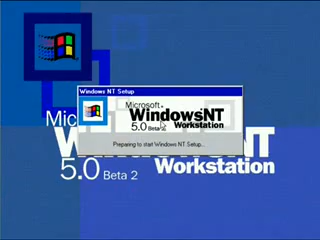 Windows NT Setup
Microsoft
WindowsNT
5.0 Beta 2 Workstation
Preparing to start Windows NT Setup...
Mic
NT
5.0 Beta 2 Workstation